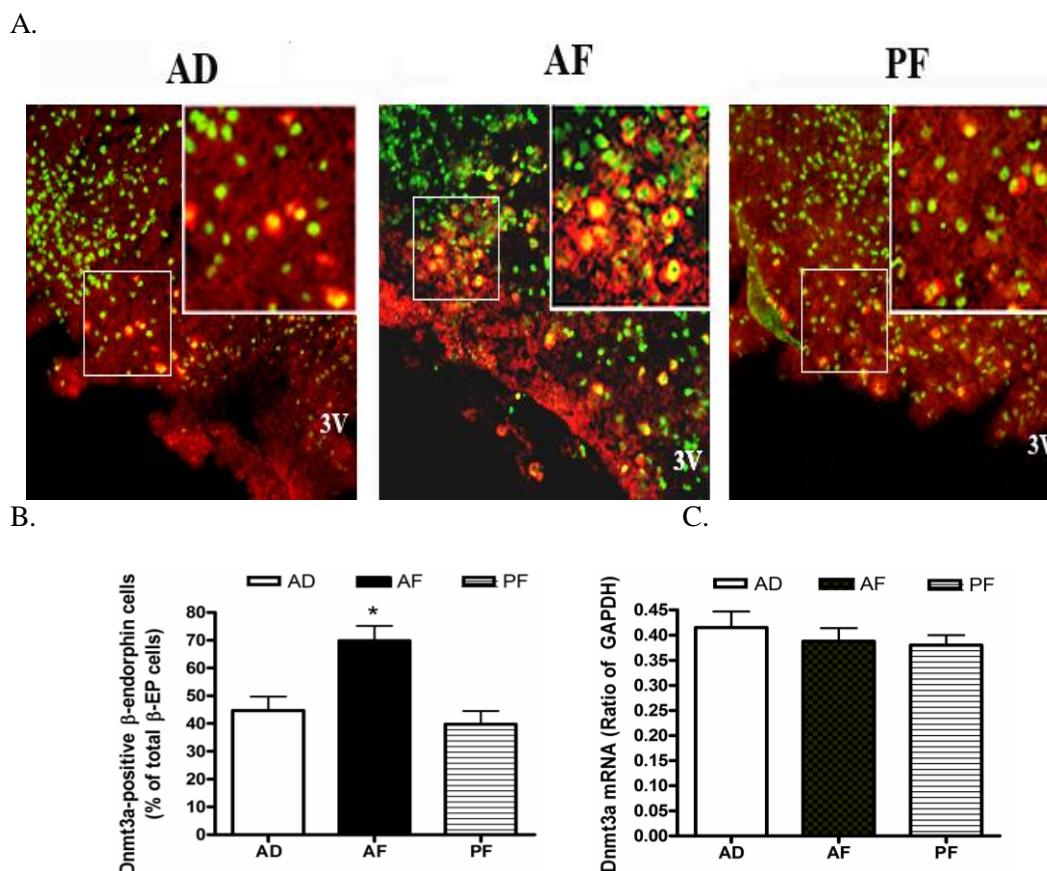 A.
AD AF PF
3V 3V 3V
B. C.
AD AF PF
Dnmt3a-positive β-endorphin cells
(% of total β-EP cells)
80
70
60
50
40
30
20
10
0
*
AD AF PF
AD AF PF
Dnmt3a mRNA (Ratio of GAPDH)
0.45
0.40
0.35
0.30
0.25
0.20
0.15
0.10
0.05
0.00
AD AF PF